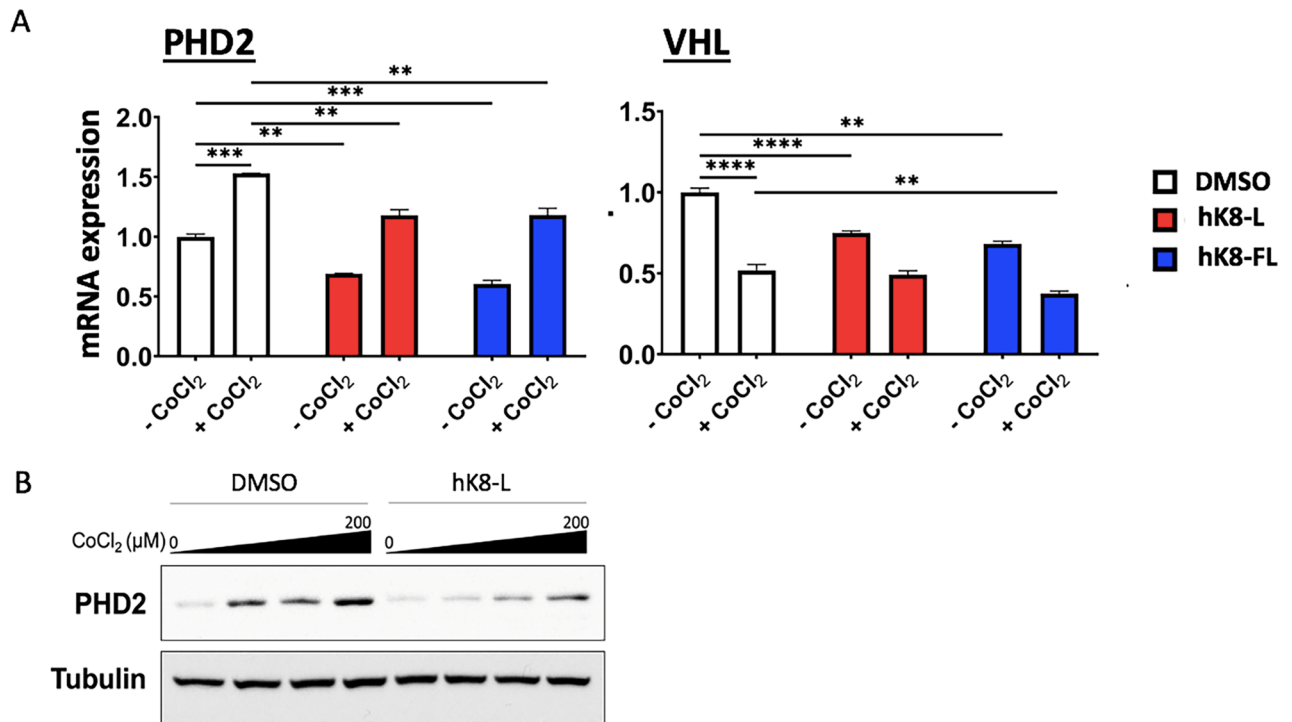 A
PHD2
VHL
**
***
**
**
***
mRNA expression
2.0
1.5
1.0
0.5
0.0
- CoCl₂
+ CoCl₂
- CoCl₂
+ CoCl₂
- CoCl₂
+ CoCl₂
**
****
****
**
1.5
1.0
0.5
0.0
- CoCl₂
+ CoCl₂
- CoCl₂
+ CoCl₂
- CoCl₂
+ CoCl₂
DMSO
hK8-L
hK8-FL
B
DMSO
hK8-L
CoCl₂ (µM) 0
200
0
200
PHD2
Tubulin